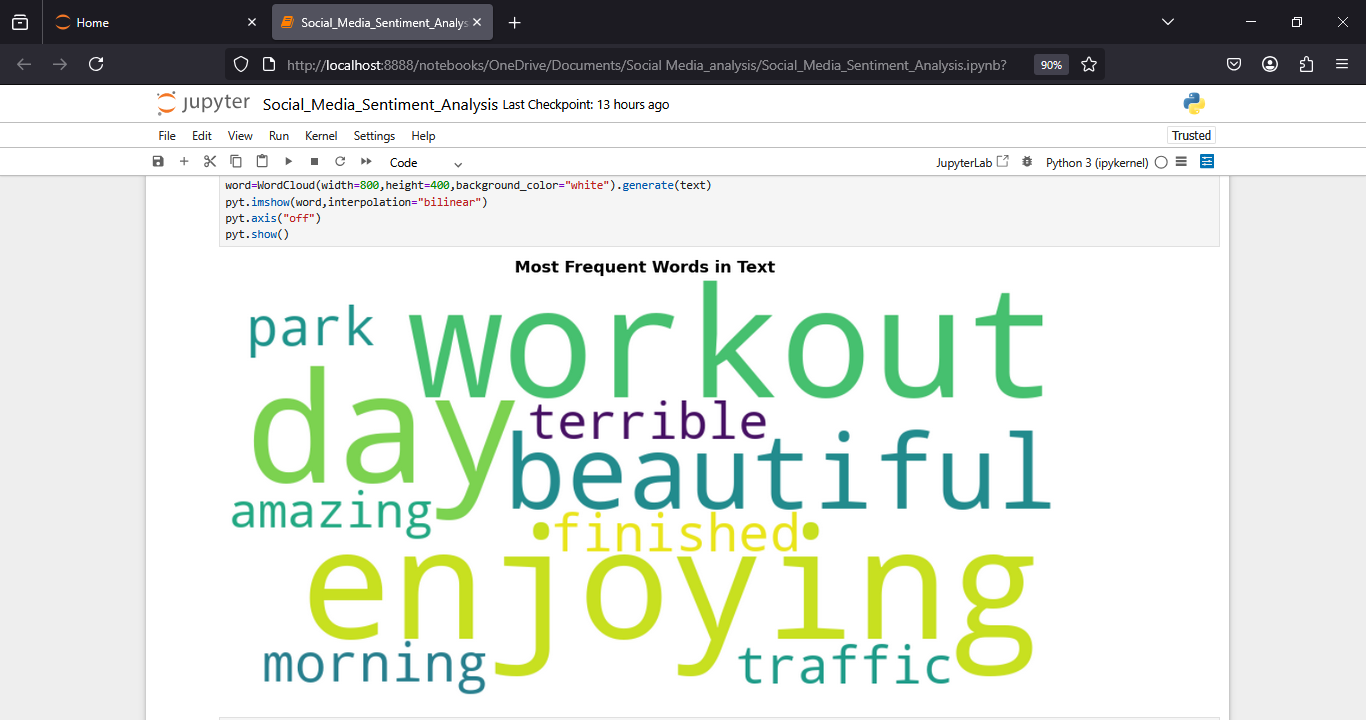 Home
Social_Media_Sentiment_Analys
http://localhost:8888/notebooks/OneDrive/Documents/Social Media_analysis/Social_Media_Sentiment_Analysis.ipynb?
90%
jupyter Social_Media_Sentiment_Analysis Last Checkpoint: 13 hours ago
File Edit View Run Kernel Settings Help
Trusted
Code
JupyterLab
Python 3 (ipykernel)
word=WordCloud(width=800,height=400,background_color="white").generate(text)
pyt.imshow(word,interpolation="bilinear")
pyt.axis("off")
pyt.show()
Most Frequent Words in Text
park
workout
day
terrible
beautiful
amazing
finished
enjoying
morning
traffic